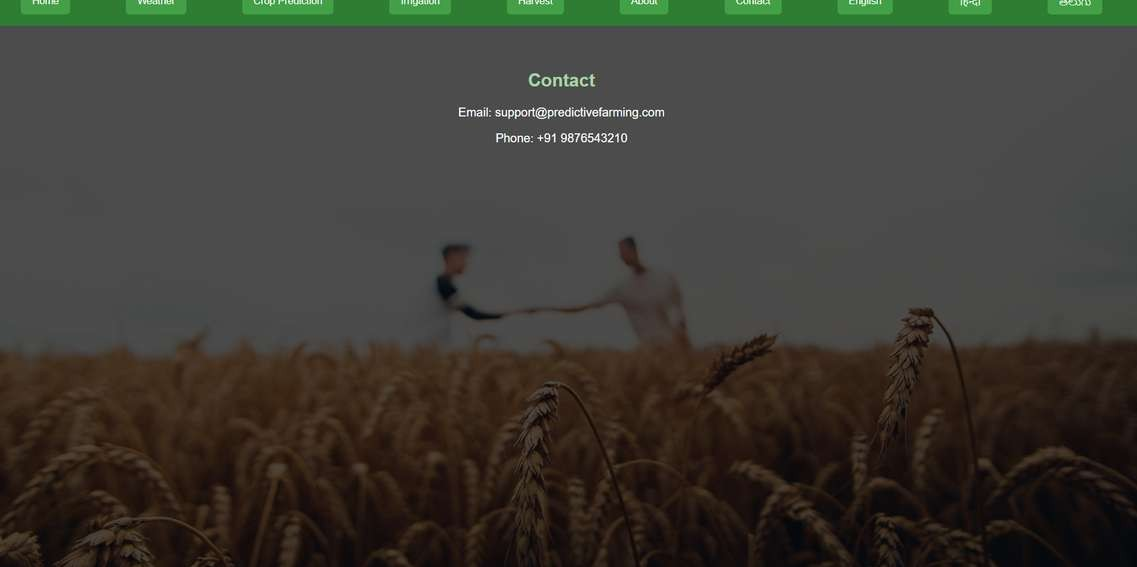 Home Weather Crop Prediction Irrigation Harvest About Contact English हिन्दी తెలుగు
Contact
Email: support@predictivefarming.com
Phone: +91 9876543210